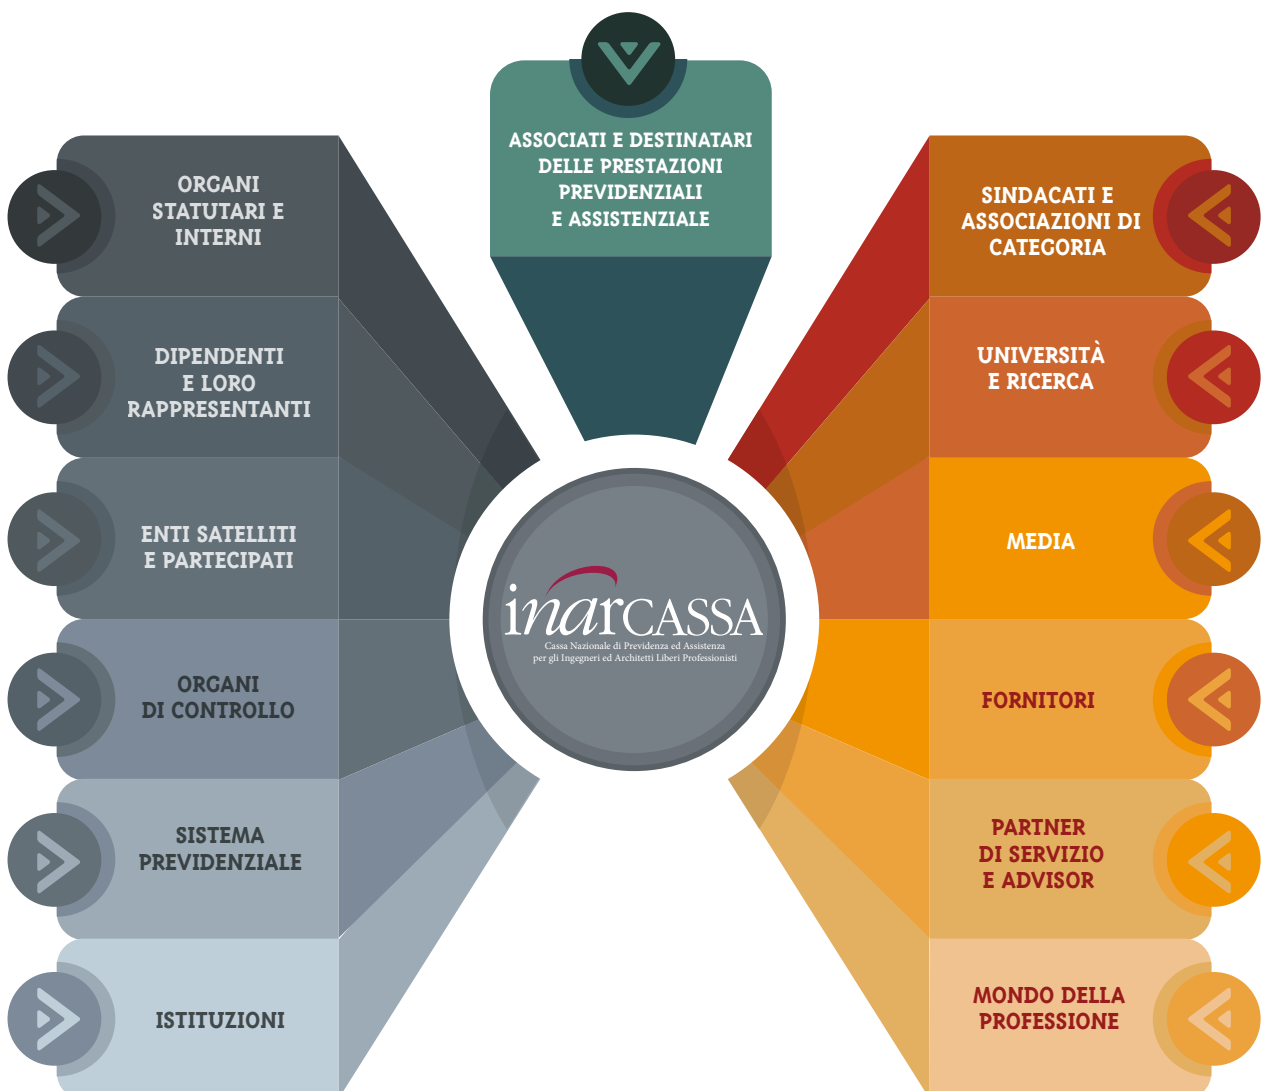 ASSOCIATI E DESTINATARI
DELLE PRESTAZIONI
PREVIDENZIALI
E ASSISTENZIALE
ORGANI
STATUTARI E
INTERNI
DIPENDENTI
E LORO
RAPPRESENTANTI
ENTI SATELLITI
E PARTECIPATI
ORGANI
DI CONTROLLO
SISTEMA
PREVIDENZIALE
ISTITUZIONI
inarCASSA
Cassa Nazionale di Previdenza ed Assistenza
per gli Ingegneri ed Architetti Liberi Professionisti
SINDACATI E
ASSOCIAZIONI DI
CATEGORIA
UNIVERSITÀ
E RICERCA
MEDIA
FORNITORI
PARTNER
DI SERVIZIO
E ADVISOR
MONDO DELLA
PROFESSIONE